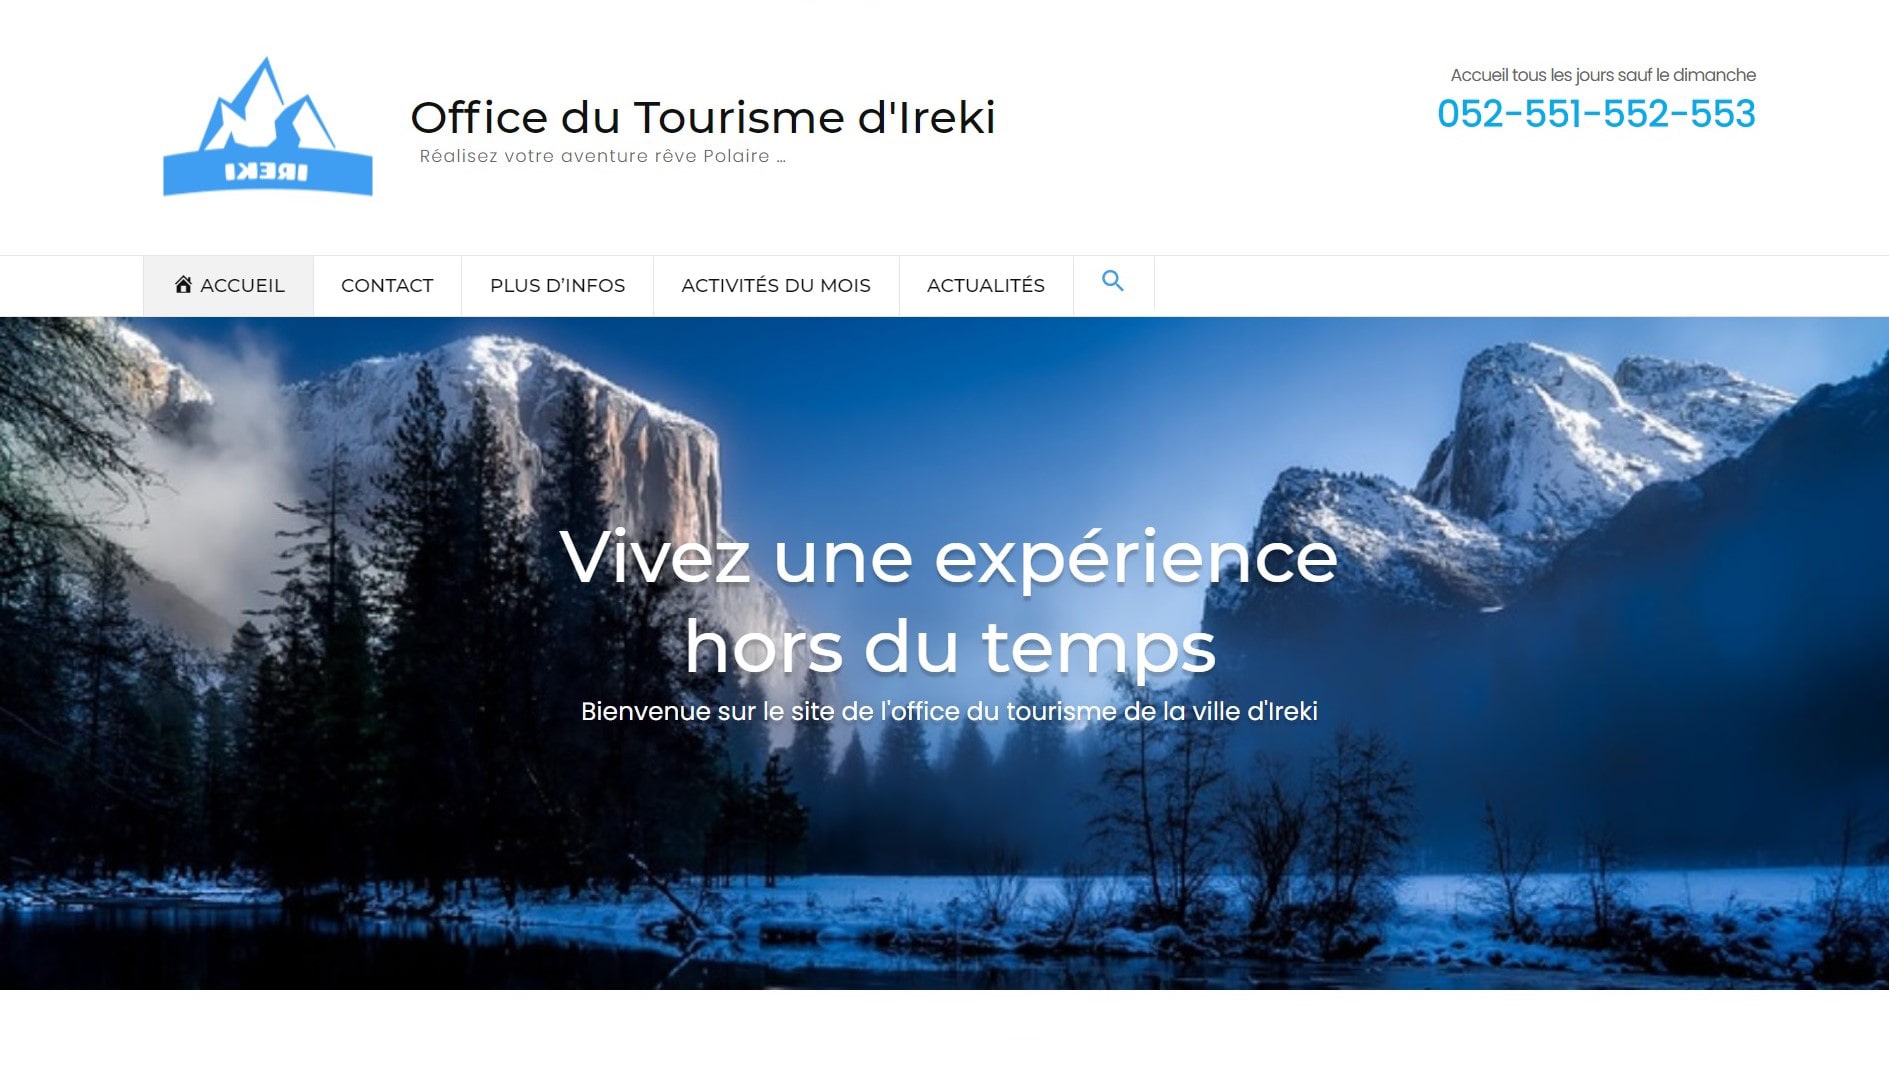 IREKI
Office du Tourisme d'Ireki
Réalisez votre aventure rêve Polaire ...
Accueil tous les jours sauf le dimanche
052-551-552-553
ACCUEIL
CONTACT
PLUS D’INFOS
ACTIVITÉS DU MOIS
ACTUALITÉS
Vivez une expérience
hors du temps
Bienvenue sur le site de l'office du tourisme de la ville d'Ireki